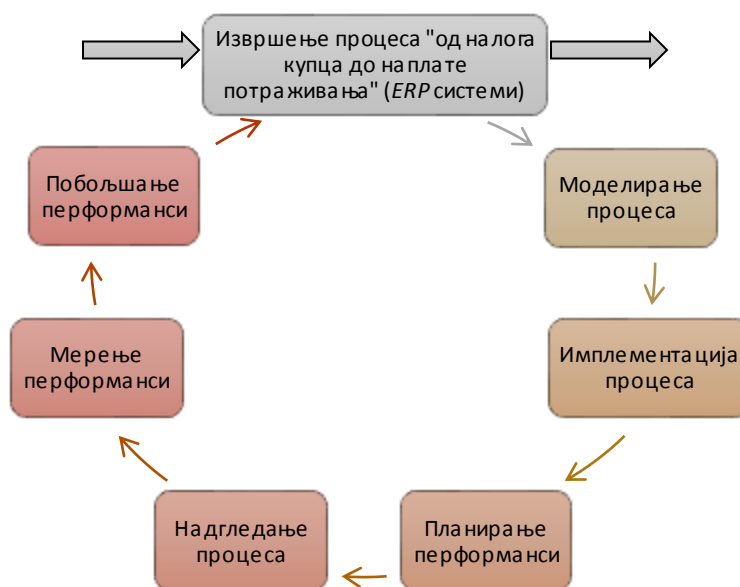 Извршење процеса "од налога
купца до наплате
потраживања" (ERP системи)
Моделирање
процеса
Имплементација
процеса
Планирање
перформанси
Надгледање
процеса
Мерење
перформанси
Побољшање
перформанси